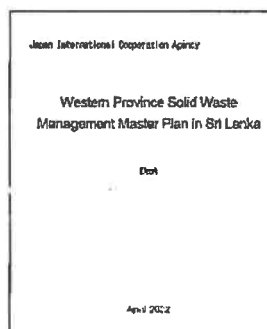 Japan International Cooperation Agency
Western Province Solid Waste
Management Master Plan in Sri Lanka
Draft
April 2022